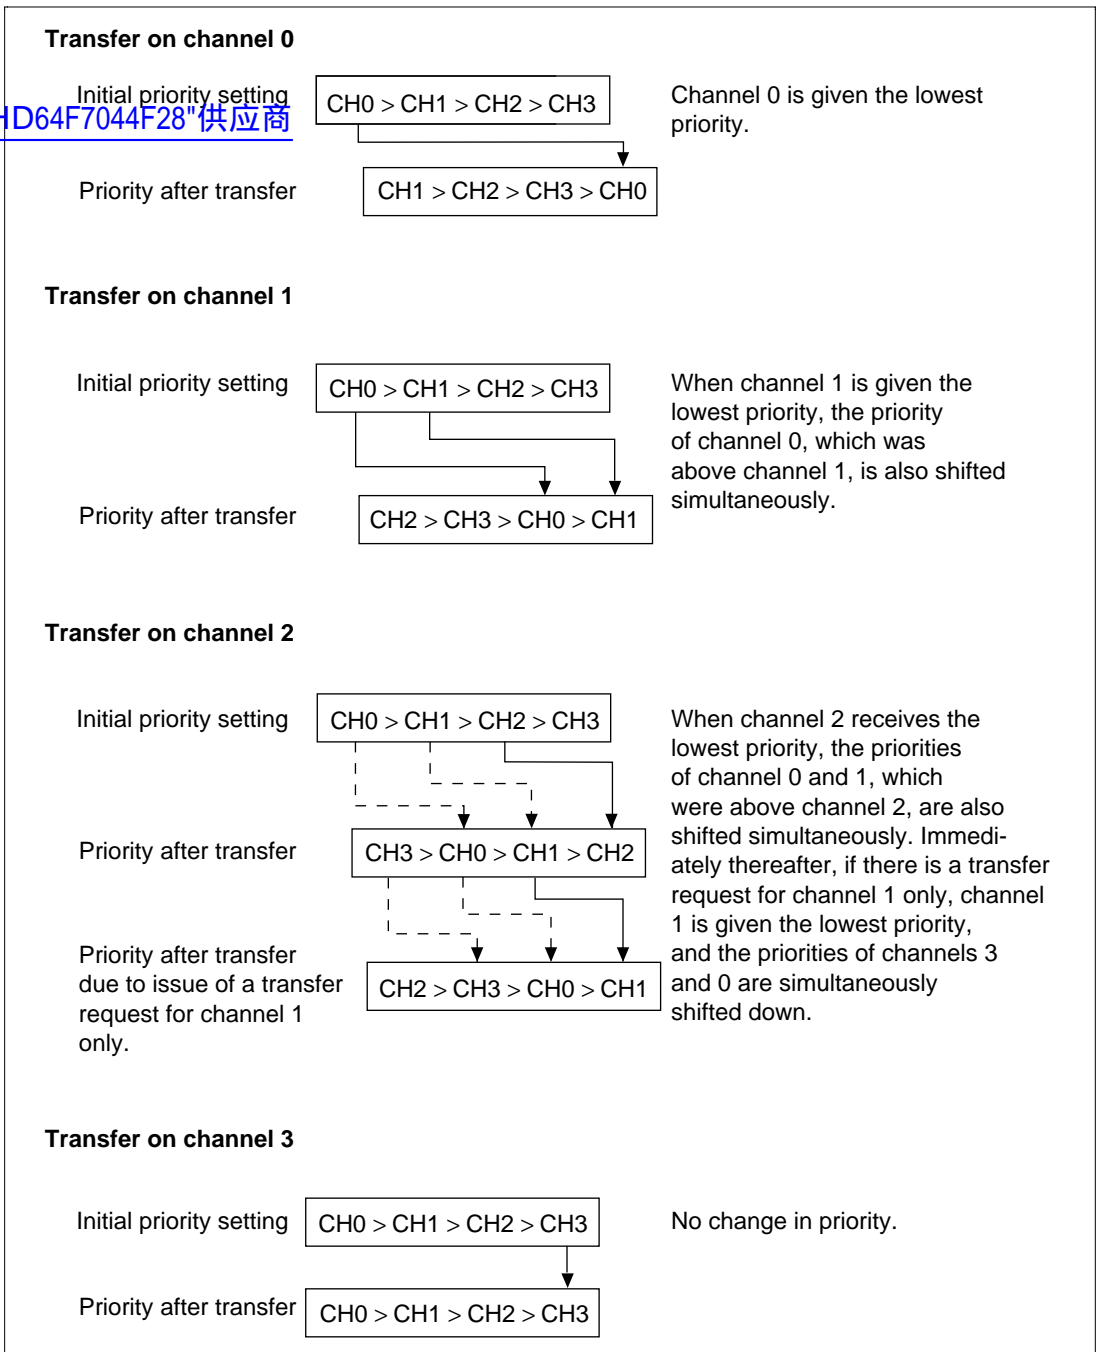 Transfer on channel 0
Initial priority setting
HD64F7044F28"供应商
CH0 > CH1 > CH2 > CH3
Channel 0 is given the lowest
priority.
Priority after transfer
CH1 > CH2 > CH3 > CH0
Transfer on channel 1
Initial priority setting
CH0 > CH1 > CH2 > CH3
When channel 1 is given the
lowest priority, the priority
of channel 0, which was
above channel 1, is also shifted
simultaneously.
Priority after transfer
CH2 > CH3 > CH0 > CH1
Transfer on channel 2
Initial priority setting
CH0 > CH1 > CH2 > CH3
When channel 2 receives the
lowest priority, the priorities
of channel 0 and 1, which
were above channel 2, are also
shifted simultaneously. Immedi-
ately thereafter, if there is a transfer
request for channel 1 only, channel
1 is given the lowest priority,
and the priorities of channels 3
and 0 are simultaneously
shifted down.
Priority after transfer
CH3 > CH0 > CH1 > CH2
Priority after transfer
due to issue of a transfer
request for channel 1
only.
CH2 > CH3 > CH0 > CH1
Transfer on channel 3
Initial priority setting
CH0 > CH1 > CH2 > CH3
No change in priority.
Priority after transfer
CH0 > CH1 > CH2 > CH3